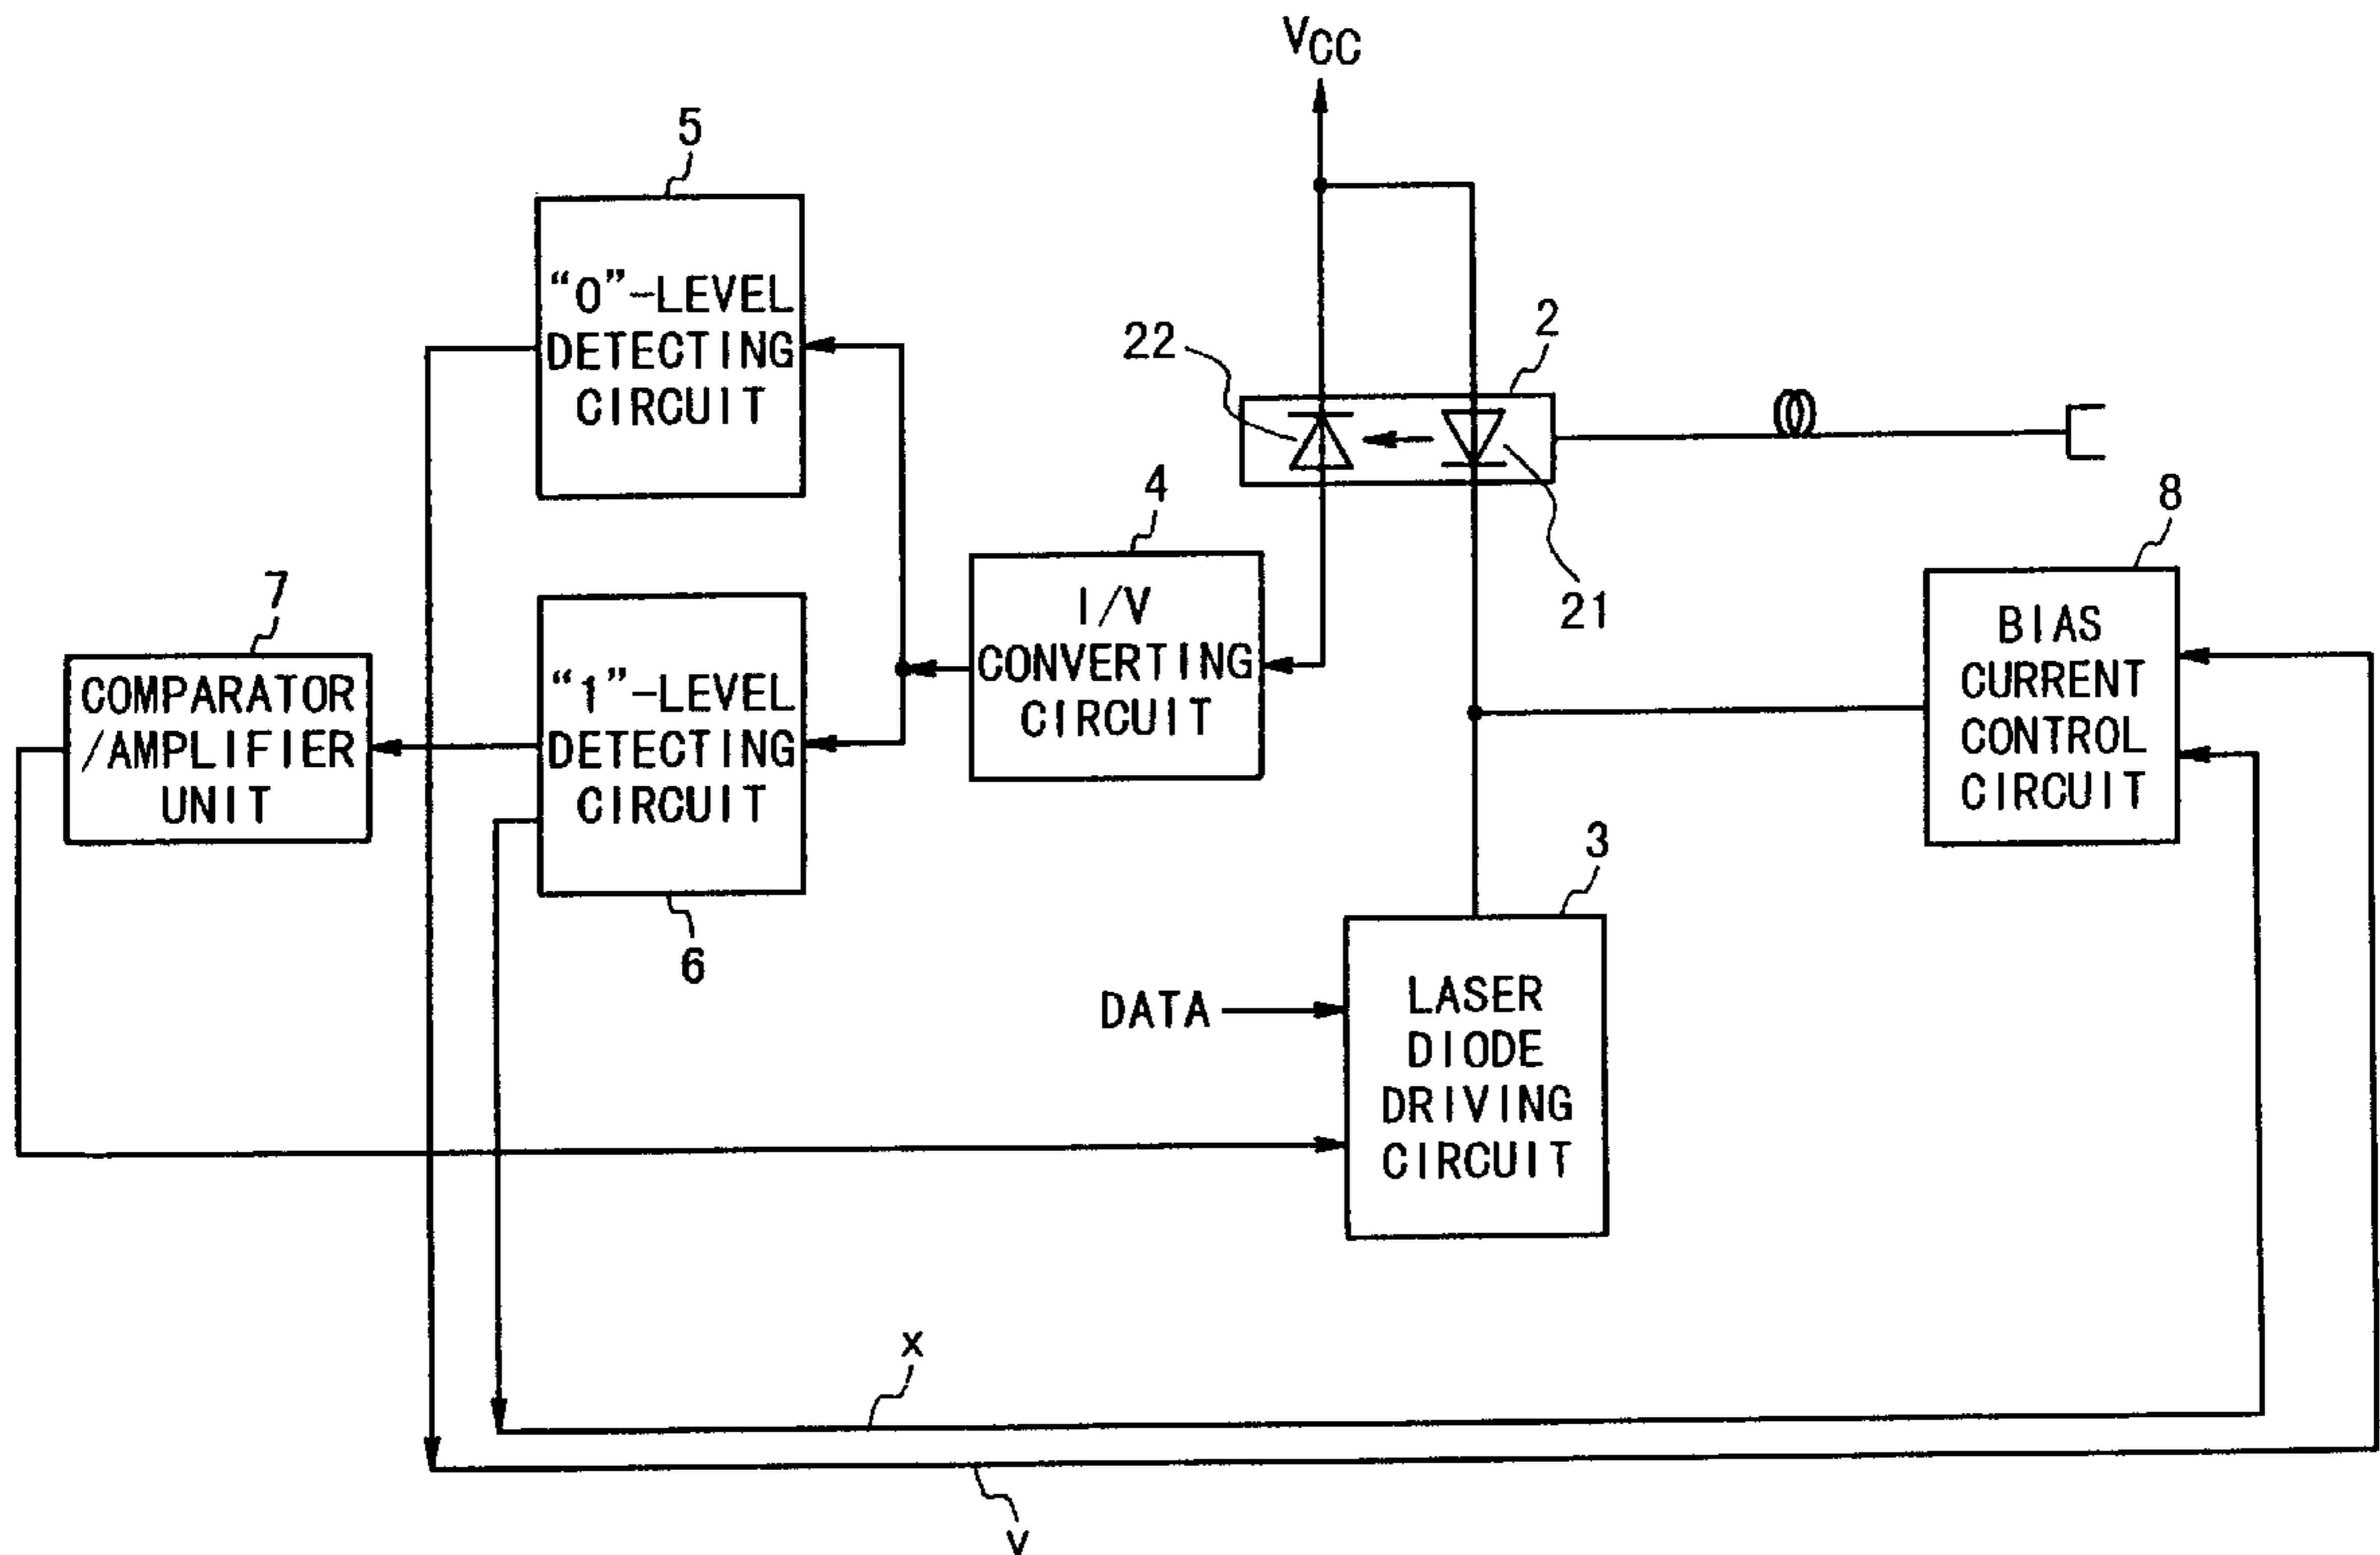 VCC
5
"0"-LEVEL
DETECTING
CIRCUIT
22
2
4
I/V
CONVERTING
CIRCUIT
21
8
BIAS
CURRENT
CONTROL
CIRCUIT
7
COMPARATOR
/AMPLIFIER
UNIT
"1"-LEVEL
DETECTING
CIRCUIT
6
3
DATA
LASER
DIODE
DRIVING
CIRCUIT
x